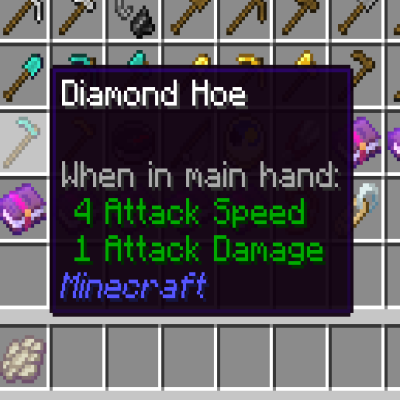 Diamond Hoe
When in main hand:
4 Attack Speed
1 Attack Damage
Minecraft